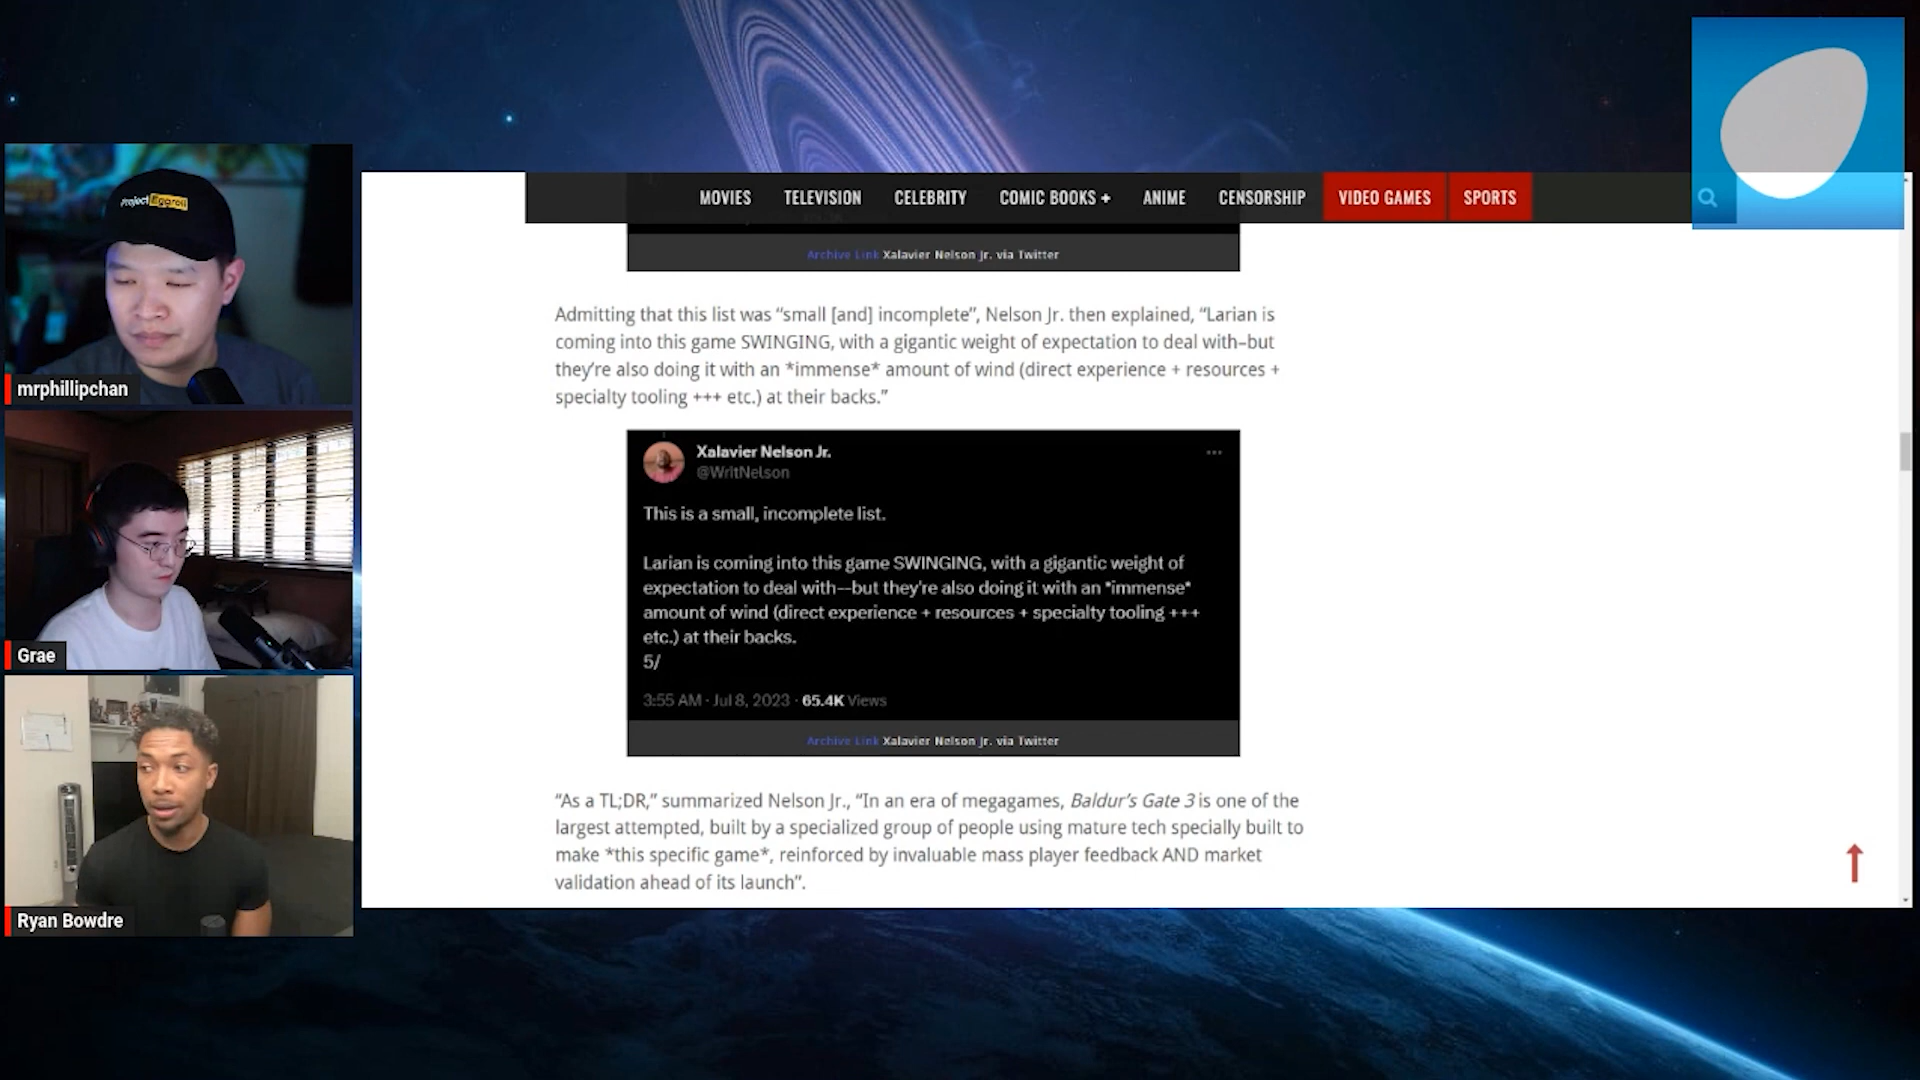 MOVIES TELEVISION CELEBRITY COMIC BOOKS + ANIME CENSORSHIP VIDEO GAMES SPORTS
Archive Link Xalavier Nelson Jr. via Twitter
Admitting that this list was “small [and] incomplete”, Nelson Jr. then explained, “Larian is
coming into this game SWINGING, with a gigantic weight of expectation to deal with–but
they’re also doing it with an *immense* amount of wind (direct experience + resources +
specialty tooling +++ etc.) at their backs.”
Xalavier Nelson Jr.
@WritNelson
This is a small, incomplete list.
Larian is coming into this game SWINGING, with a gigantic weight of
expectation to deal with--but they're also doing it with an *immense*
amount of wind (direct experience + resources + specialty tooling +++
etc.) at their backs.
5/
3:55 AM · Jul 8, 2023 · 65.4K Views
Archive Link Xalavier Nelson Jr. via Twitter
“As a TL;DR,” summarized Nelson Jr., “In an era of megagames, Baldur’s Gate 3 is one of the
largest attempted, built by a specialized group of people using mature tech specially built to
make *this specific game*, reinforced by invaluable mass player feedback AND market
validation ahead of its launch”.
Project Eggroll
mrphillipchan
Grae
Ryan Bowdre